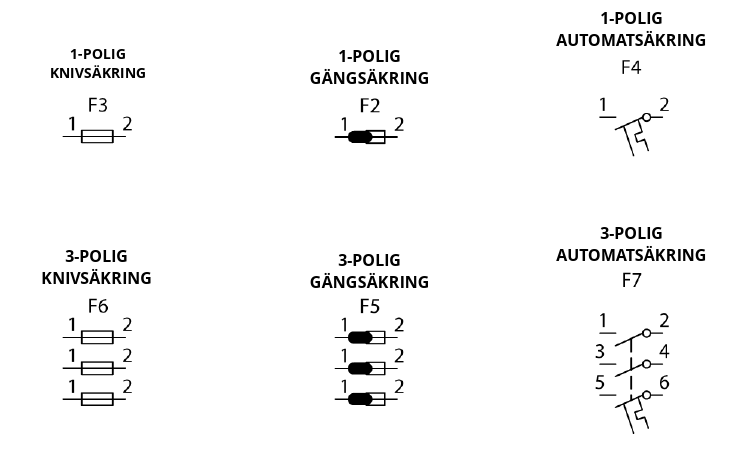 1-POLIG
KNIVSÄKRING
F3
1 2
1-POLIG
GÄNGSÄKRING
F2
1 2
1-POLIG
AUTOMATSÄKRING
F4
1 2
3-POLIG
KNIVSÄKRING
F6
1 2
1 2
1 2
3-POLIG
GÄNGSÄKRING
F5
1 2
1 2
1 2
3-POLIG
AUTOMATSÄKRING
F7
1 2
3 4
5 6